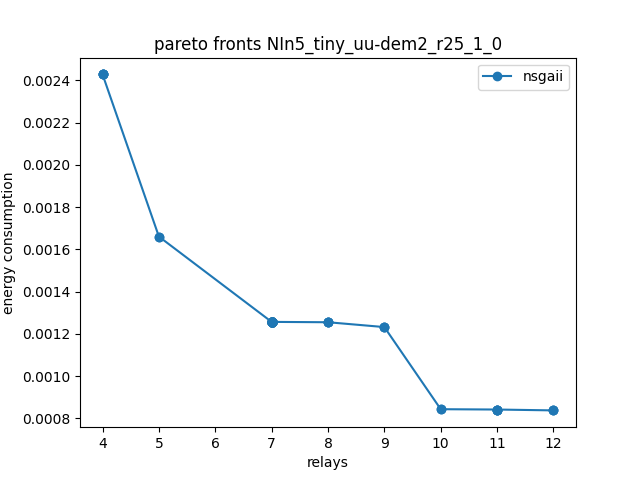 pareto fronts NIn5_tiny_uu-dem2_r25_1_0
nsgaii
0.0024
0.0022
0.0020
0.0018
0.0016
0.0014
0.0012
0.0010
0.0008
energy consumption
4 5 6 7 8 9 10 11 12
relays